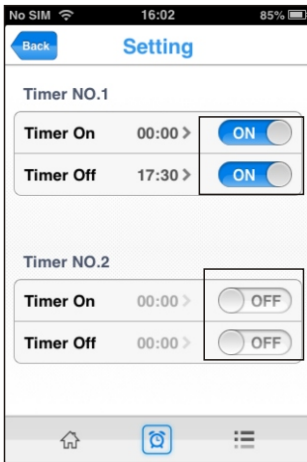 No SIM 16:02 85%
Back Setting
Timer NO.1
Timer On 00:00 > ON
Timer Off 17:30 > ON
Timer NO.2
Timer On 00:00 > OFF
Timer Off 00:00 > OFF